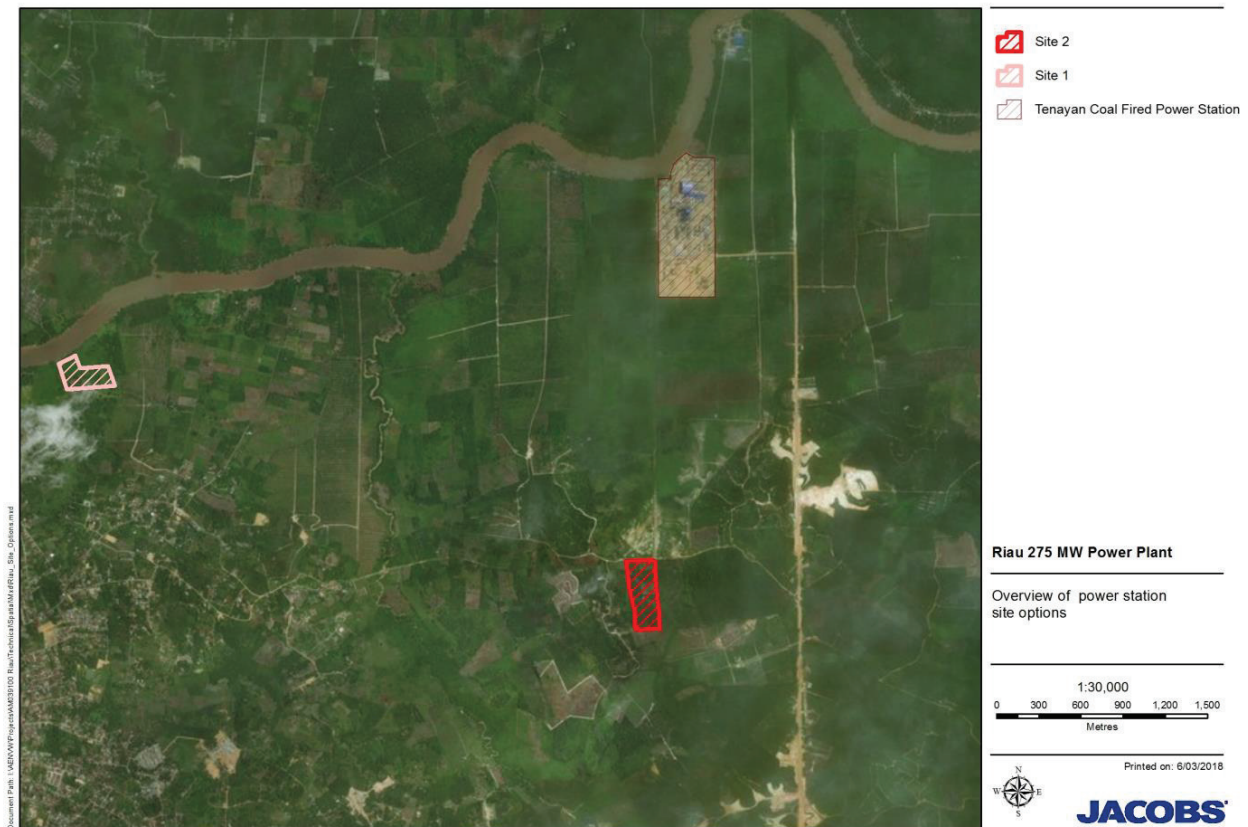 Site 2
Site 1
Tenayan Coal Fired Power Station
Riau 275 MW Power Plant
Overview of power station
site options
1:30,000
0 300 600 900 1,200 1,500
Metres
Printed on: 6/03/2018
N
W E
S
JACOBS